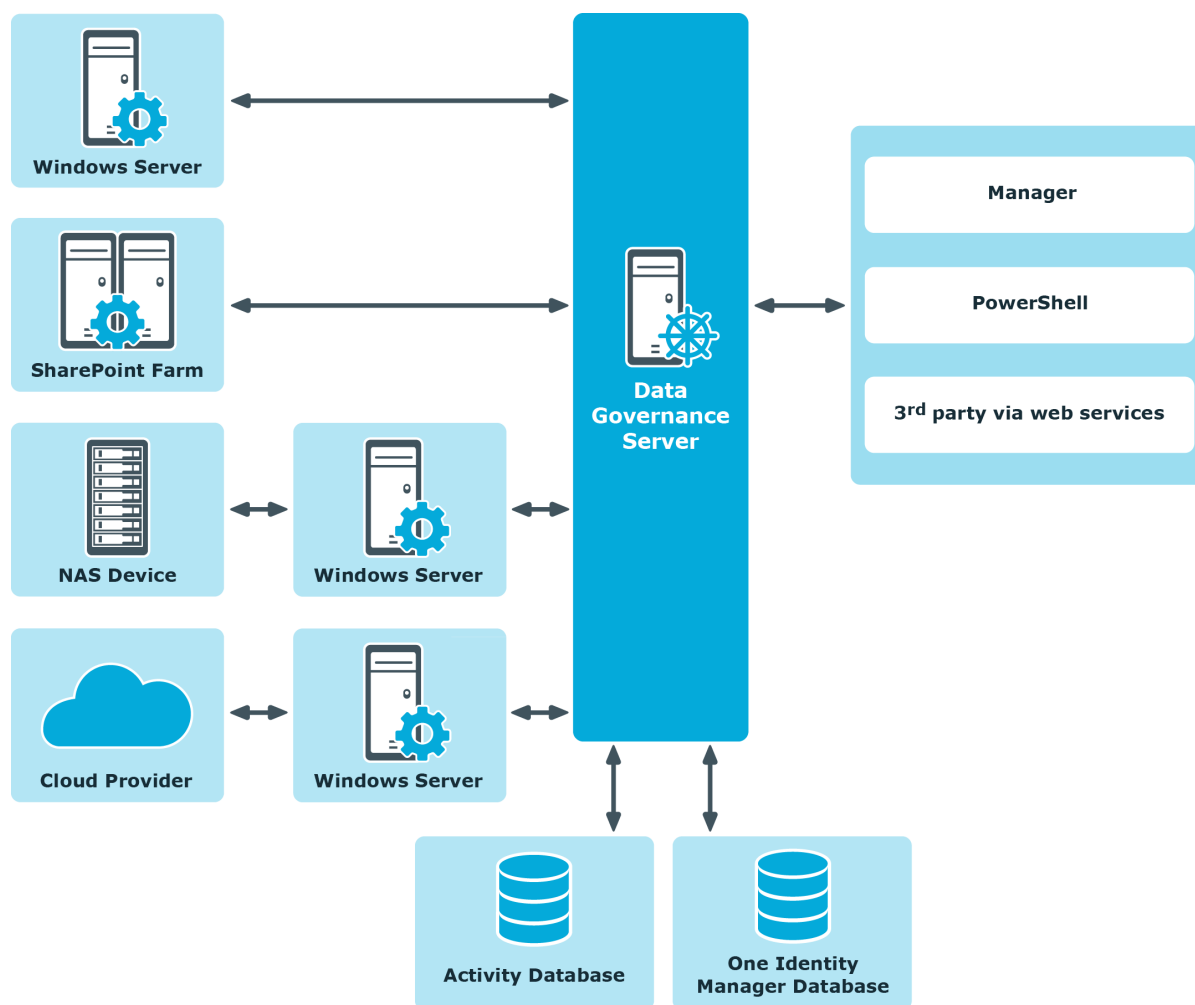 Windows Server
SharePoint Farm
NAS Device
Windows Server
Cloud Provider
Windows Server
Data
Governance
Server
Manager
PowerShell
3rd party via web services
Activity Database
One Identity
Manager Database